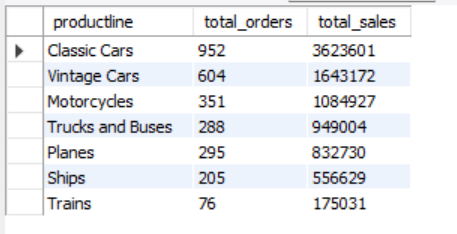 productline total_orders total_sales
Classic Cars 952 3623601
Vintage Cars 604 1643172
Motorcycles 351 1084927
Trucks and Buses 288 949004
Planes 295 832730
Ships 205 556629
Trains 76 175031